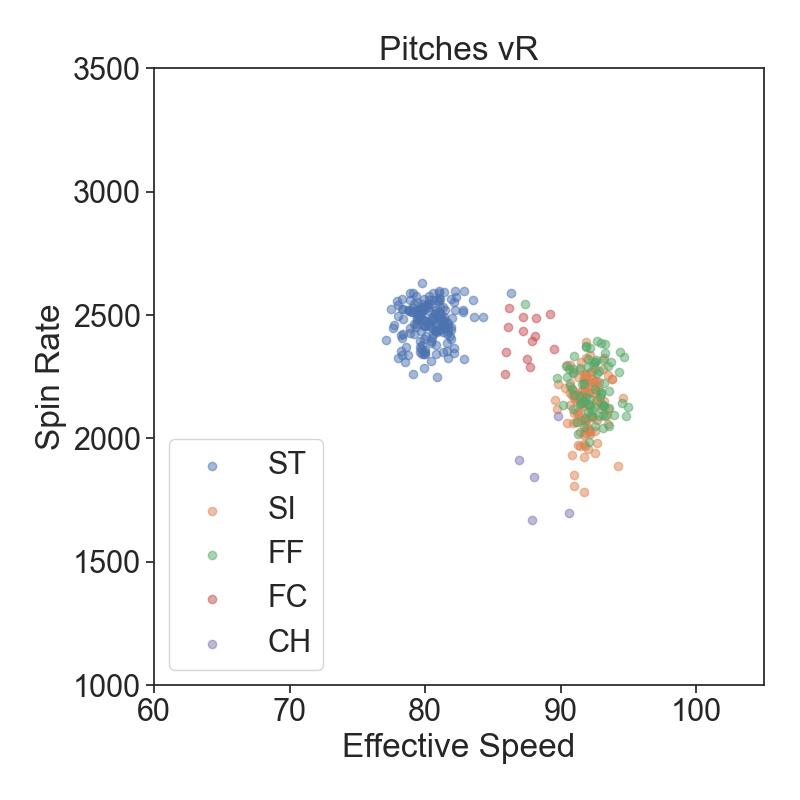 Pitches vR
3500
3000
2500
2000
1500
1000
Spin Rate
ST
SI
FF
FC
CH
60 70 80 90 100
Effective Speed